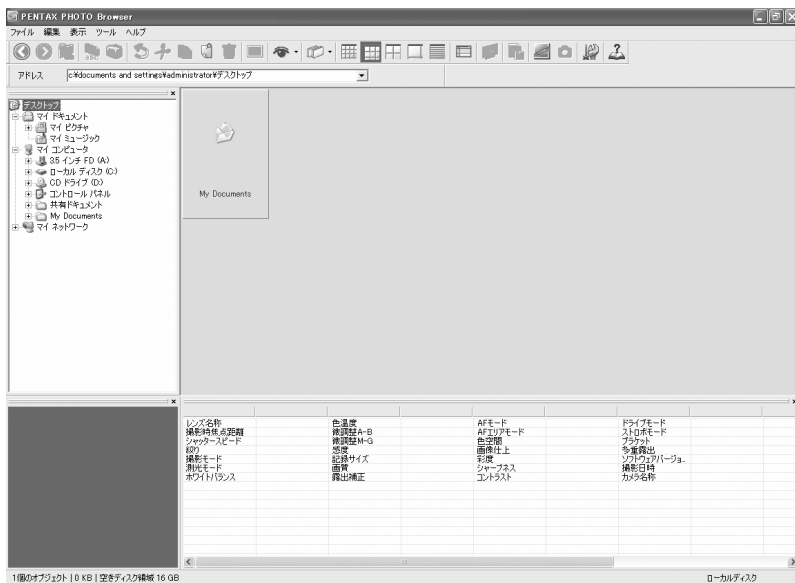 PENTAX PHOTO Browser
ファイル 編集 表示 ツール ヘルプ
アドレス c:¥documents and settings¥administrator¥デスクトップ
デスクトップ
マイ ドキュメント
マイ ピクチャ
マイ ミュージック
マイ コンピュータ
3.5 インチ FD (A:)
ローカル ディスク (C:)
CD ドライブ (D:)
コントロール パネル
共有ドキュメント
My Documents
マイ ネットワーク
My Documents
レンズ名称 色温度 AFモード ドライブモード
撮影時焦点距離 微調整A-B AFエリアモード ストロボモード
シャッタースピード 微調整M-G 色空間 ブラケット
絞り 感度 画像仕上 多重露出
撮影モード 記録サイズ 彩度 ソフトウェアバージョ...
測光モード 画質 シャープネス 撮影日時
ホワイトバランス 露出補正 コントラスト カメラ名称
1個のオブジェクト | 0 KB | 空きディスク領域 16 GB ローカルディスク